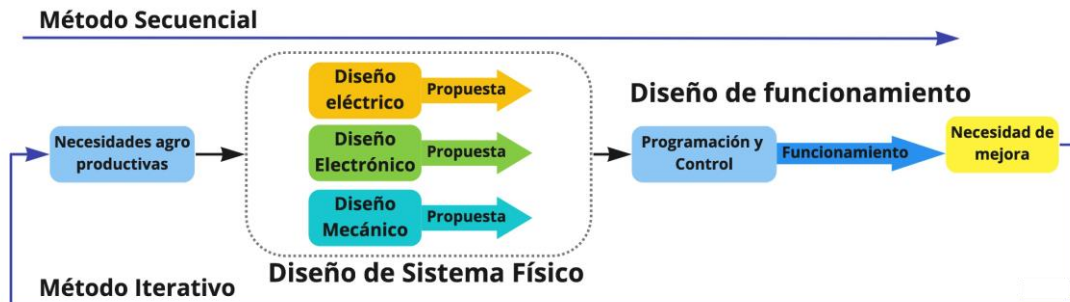 Método Secuencial
Necesidades agro
productivas
Diseño
eléctrico
Propuesta
Diseño
Electrónico
Propuesta
Diseño
Mecánico
Propuesta
Diseño de Sistema Físico
Diseño de funcionamiento
Programación y
Control
Funcionamiento
Necesidad de
mejora
Método Iterativo